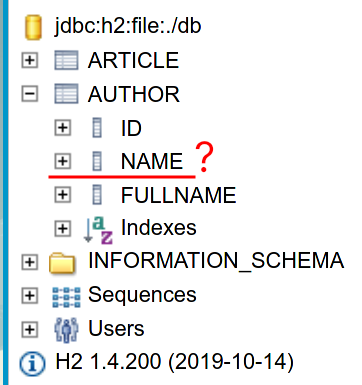 jdbc:h2:file:./db
ARTICLE
AUTHOR
ID
NAME ?
FULLNAME
Indexes
INFORMATION_SCHEMA
Sequences
Users
H2 1.4.200 (2019-10-14)